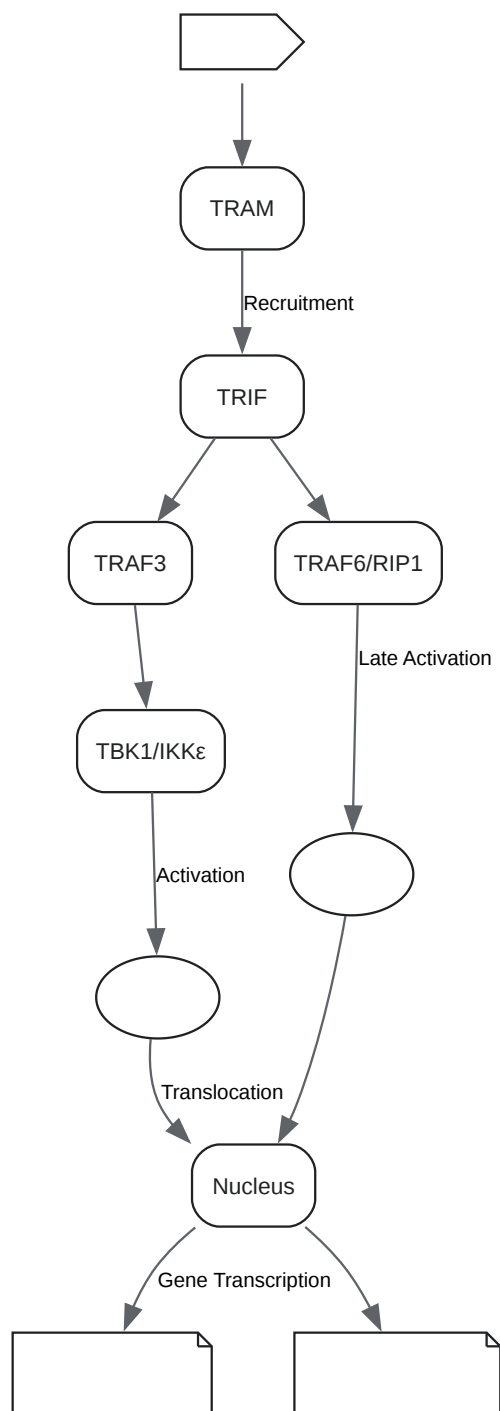 TRAM
Recruitment
TRIF
TRAF3
TRAF6/RIP1
Late Activation
TBK1/IKKε
Activation
Translocation
Nucleus
Gene Transcription